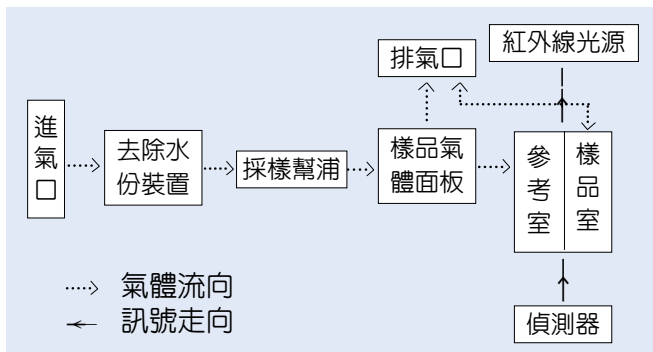 紅外線光源
排氣口
進
氣
口
去除水
份裝置
採樣幫浦
樣品氣
體面板
參
考
室
樣
品
室
氣體流向
訊號走向
偵測器